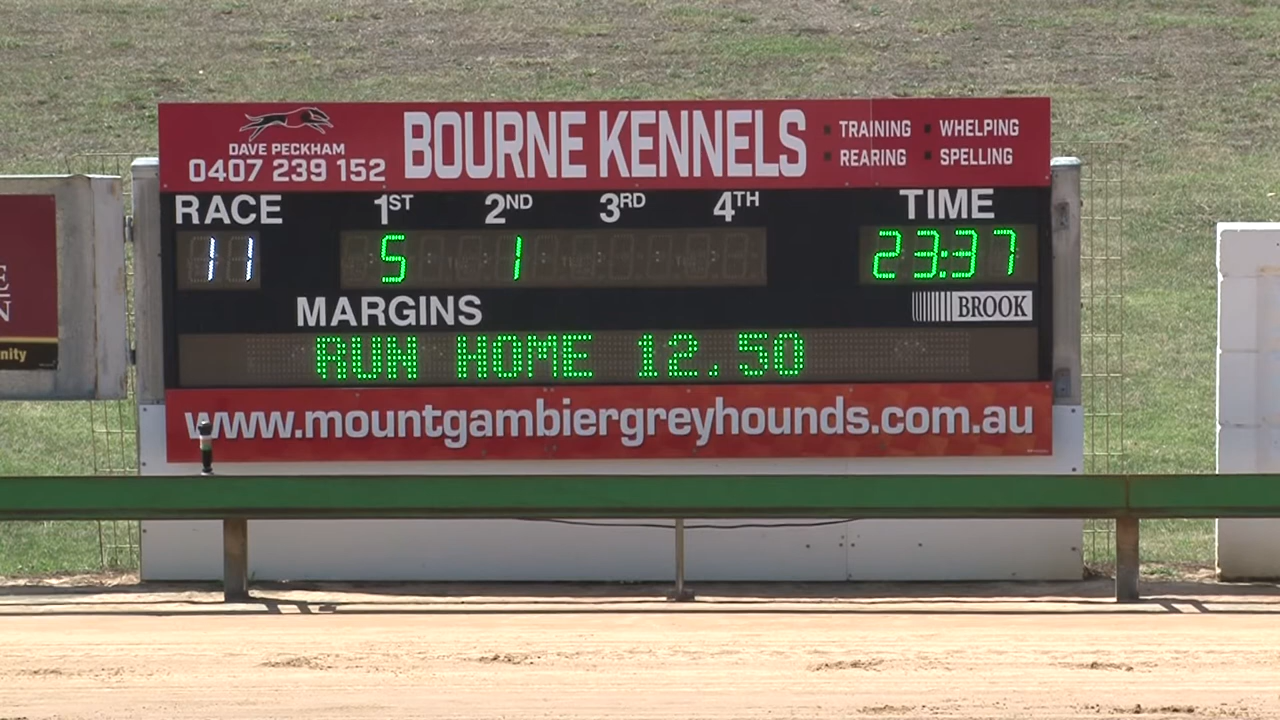 BOURNE KENNELS
DAVE PECKHAM
0407 239 152
TRAINING
WHELPING
REARING
SPELLING
RACE 1ST 2ND 3RD 4TH TIME
11 5 1 23:37
MARGINS
BROOK
RUN HOME 12.50
www.mountgambiergreyhounds.com.au
E
N
nity